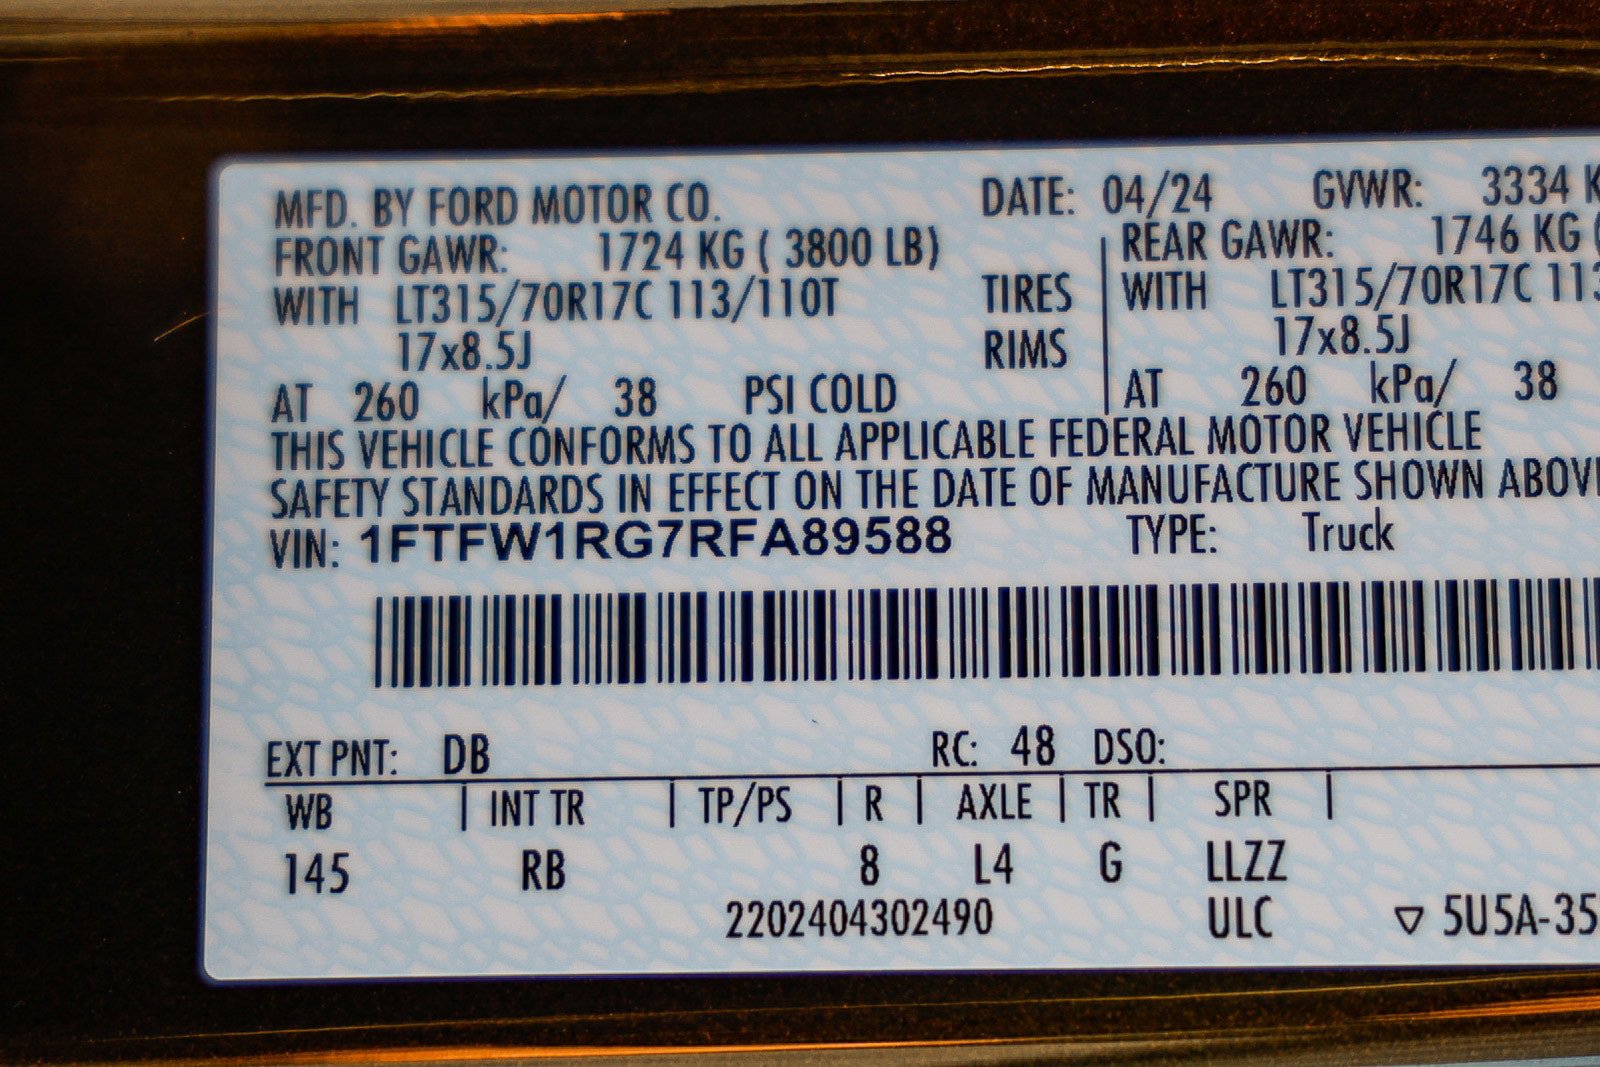 MFD. BY FORD MOTOR CO. DATE: 04/24 GVWR: 3334 K
FRONT GAWR: 1724 KG ( 3800 LB) REAR GAWR: 1746 KG (
WITH LT315/70R17C 113/110T TIRES WITH LT315/70R17C 113
17x8.5J RIMS 17x8.5J
AT 260 kPa/ 38 PSI COLD AT 260 kPa/ 38
THIS VEHICLE CONFORMS TO ALL APPLICABLE FEDERAL MOTOR VEHICLE
SAFETY STANDARDS IN EFFECT ON THE DATE OF MANUFACTURE SHOWN ABOVE
VIN: 1FTFW1RG7RFA89588 TYPE: Truck
EXT PNT: DB RC: 48 DSO:
WB | INT TR | TP/PS | R | AXLE | TR | SPR |
145 RB 8 L4 G LLZZ
2202404302490 ULC ▽ 5U5A-35